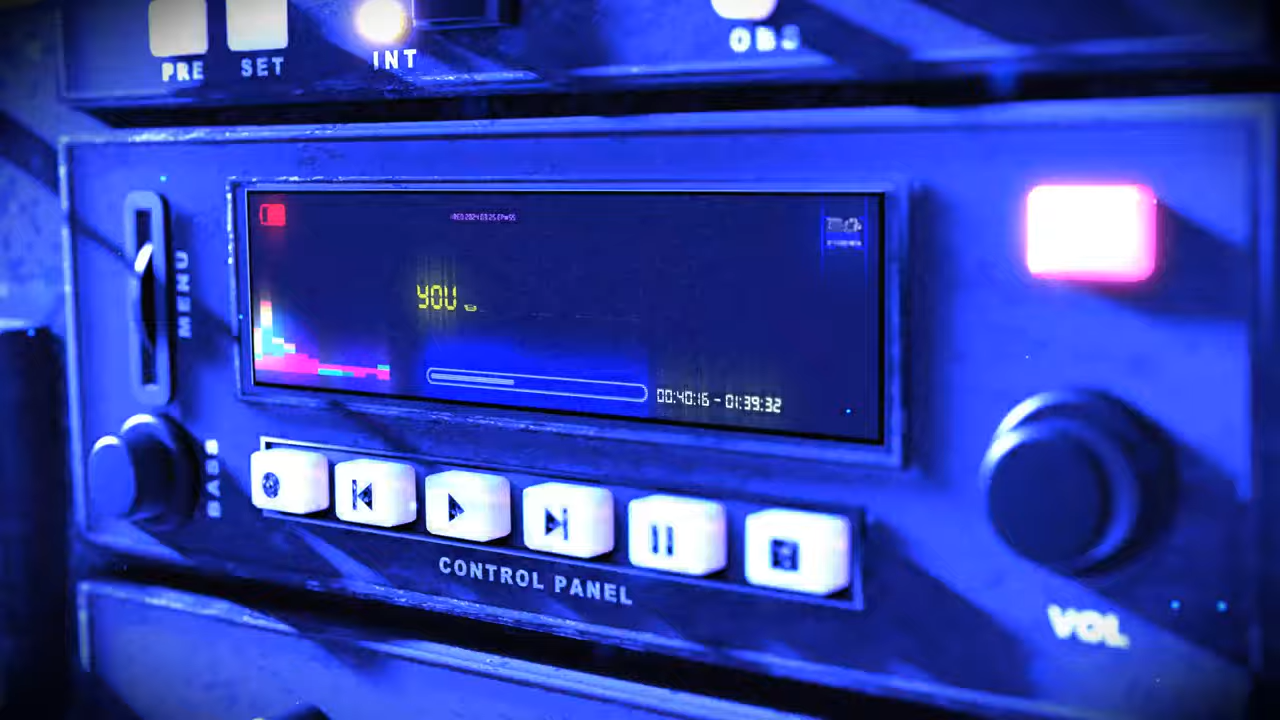 PRE SET INT OBS
MENU
YOU
00:40:16 - 01:39:32
BASS
CONTROL PANEL
VOL